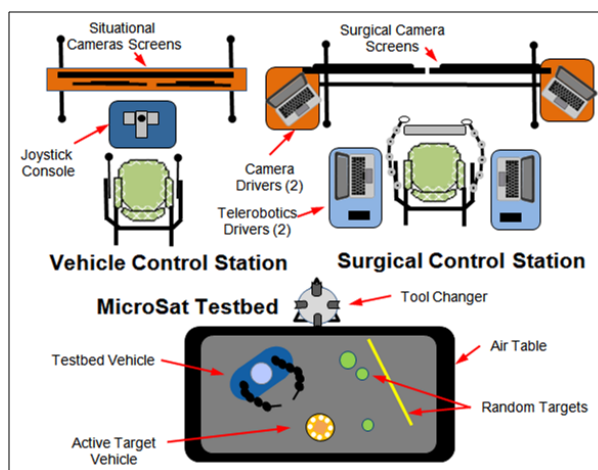 Situational
Cameras Screens
Surgical Camera
Screens
Joystick
Console
Camera
Drivers (2)
Telerobotics
Drivers (2)
Vehicle Control Station
Surgical Control Station
MicroSat Testbed
Tool Changer
Testbed
Vehicle
Air Table
Random Targets
Active Target
Vehicle